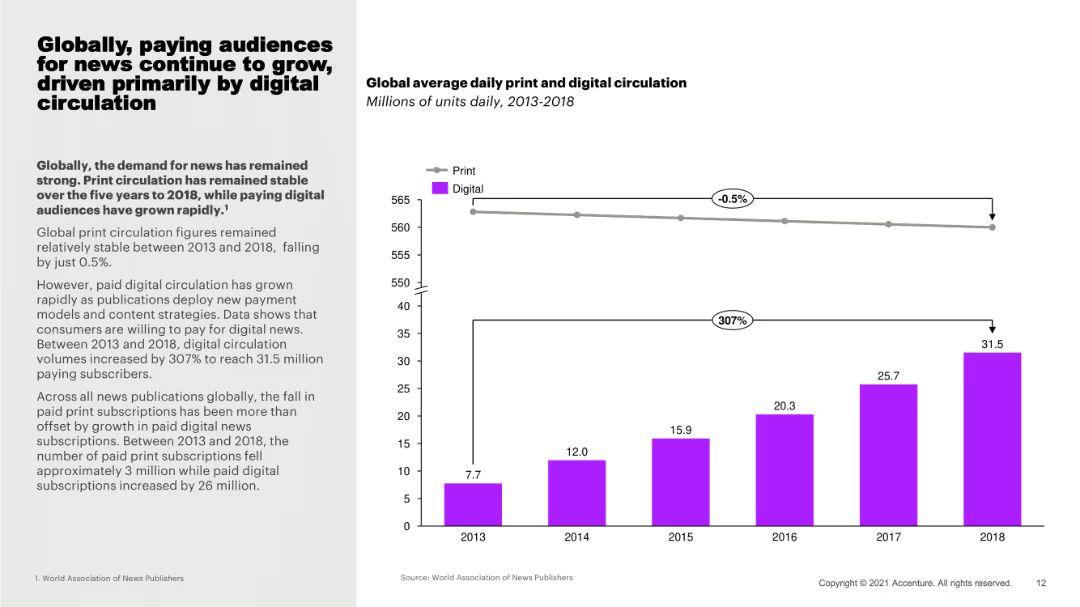 Globally, paying audiences
for news continue to grow,
driven primarily by digital
circulation
Globally, the demand for news has remained
strong. Print circulation has remained stable
over the five years to 2018, while paying digital
audiences have grown rapidly.1
Global print circulation figures remained
relatively stable between 2013 and 2018, falling
by just 0.5%.
However, paid digital circulation has grown
rapidly as publications deploy new payment
models and content strategies. Data shows that
consumers are willing to pay for digital news.
Between 2013 and 2018, digital circulation
volumes increased by 307% to reach 31.5 million
paying subscribers.
Across all news publications globally, the fall in
paid print subscriptions has been more than
offset by growth in paid digital news
subscriptions. Between 2013 and 2018, the
number of paid print subscriptions fell
approximately 3 million while paid digital
subscriptions increased by 26 million.
1. World Association of News Publishers
Global average daily print and digital circulation
Millions of units daily, 2013-2018
Print
Digital
565
-0.5%
560
555
550
40
35
307%
30
31.5
25
25.7
20
20.3
15
15.9
10
12.0
7.7
5
0
2013 2014 2015 2016 2017 2018
Source: World Association of News Publishers
Copyright © 2021 Accenture. All rights reserved. 12